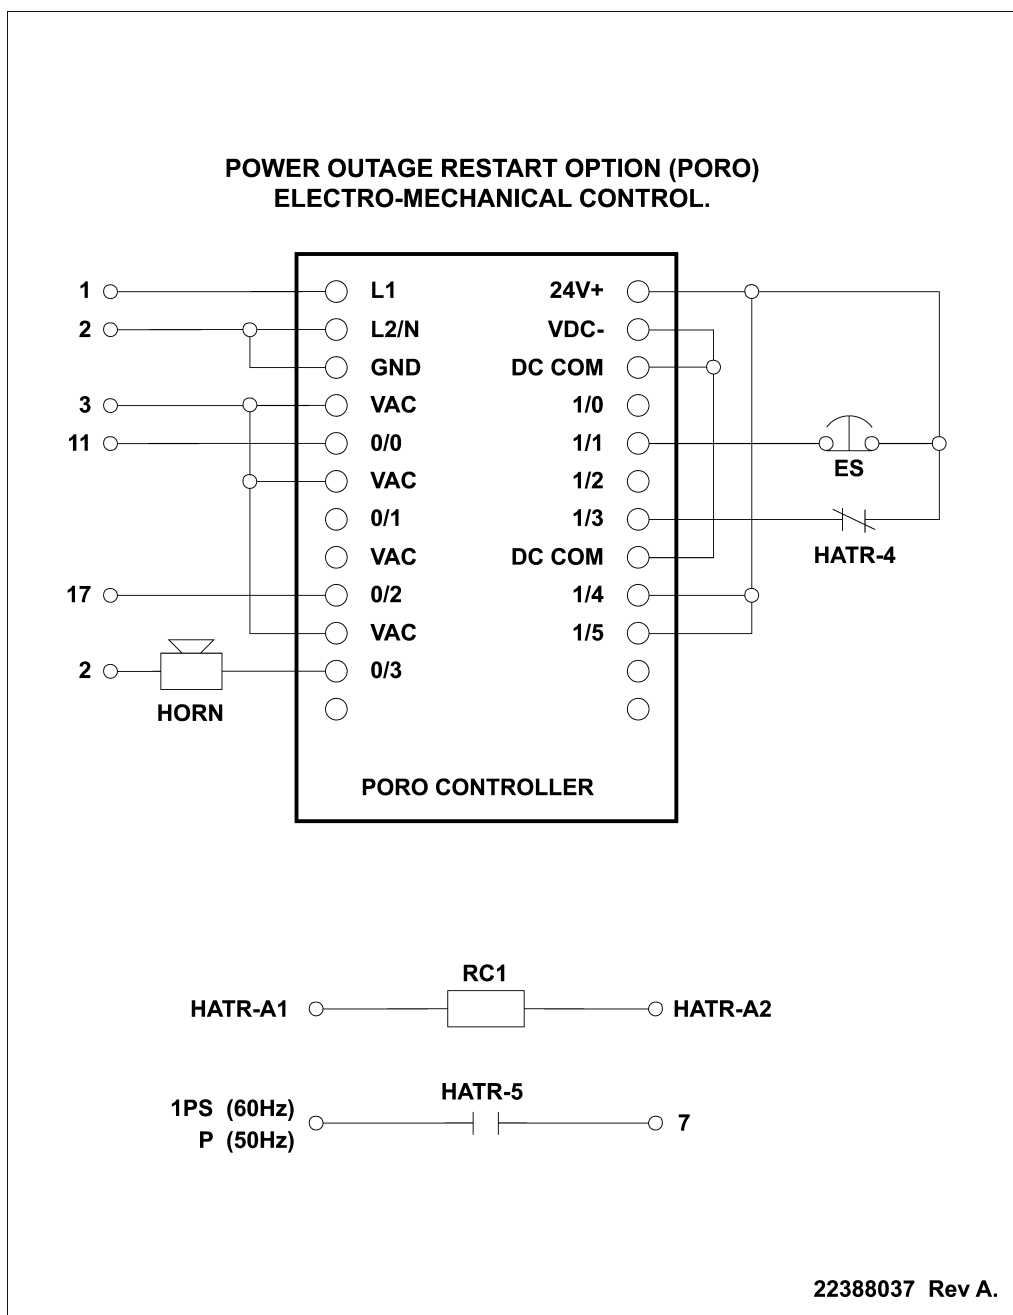 POWER OUTAGE RESTART OPTION (PORO)
ELECTRO-MECHANICAL CONTROL.
1 L1 24V+
2 L2/N VDC-
GND DC COM
3 VAC 1/0
11 0/0 1/1
ES
VAC 1/2
0/1 1/3
HATR-4
VAC DC COM
17 0/2 1/4
VAC 1/5
2 0/3
HORN
PORO CONTROLLER
RC1
HATR-A1 HATR-A2
HATR-5
1PS (60Hz)
P (50Hz)
7
22388037 Rev A.